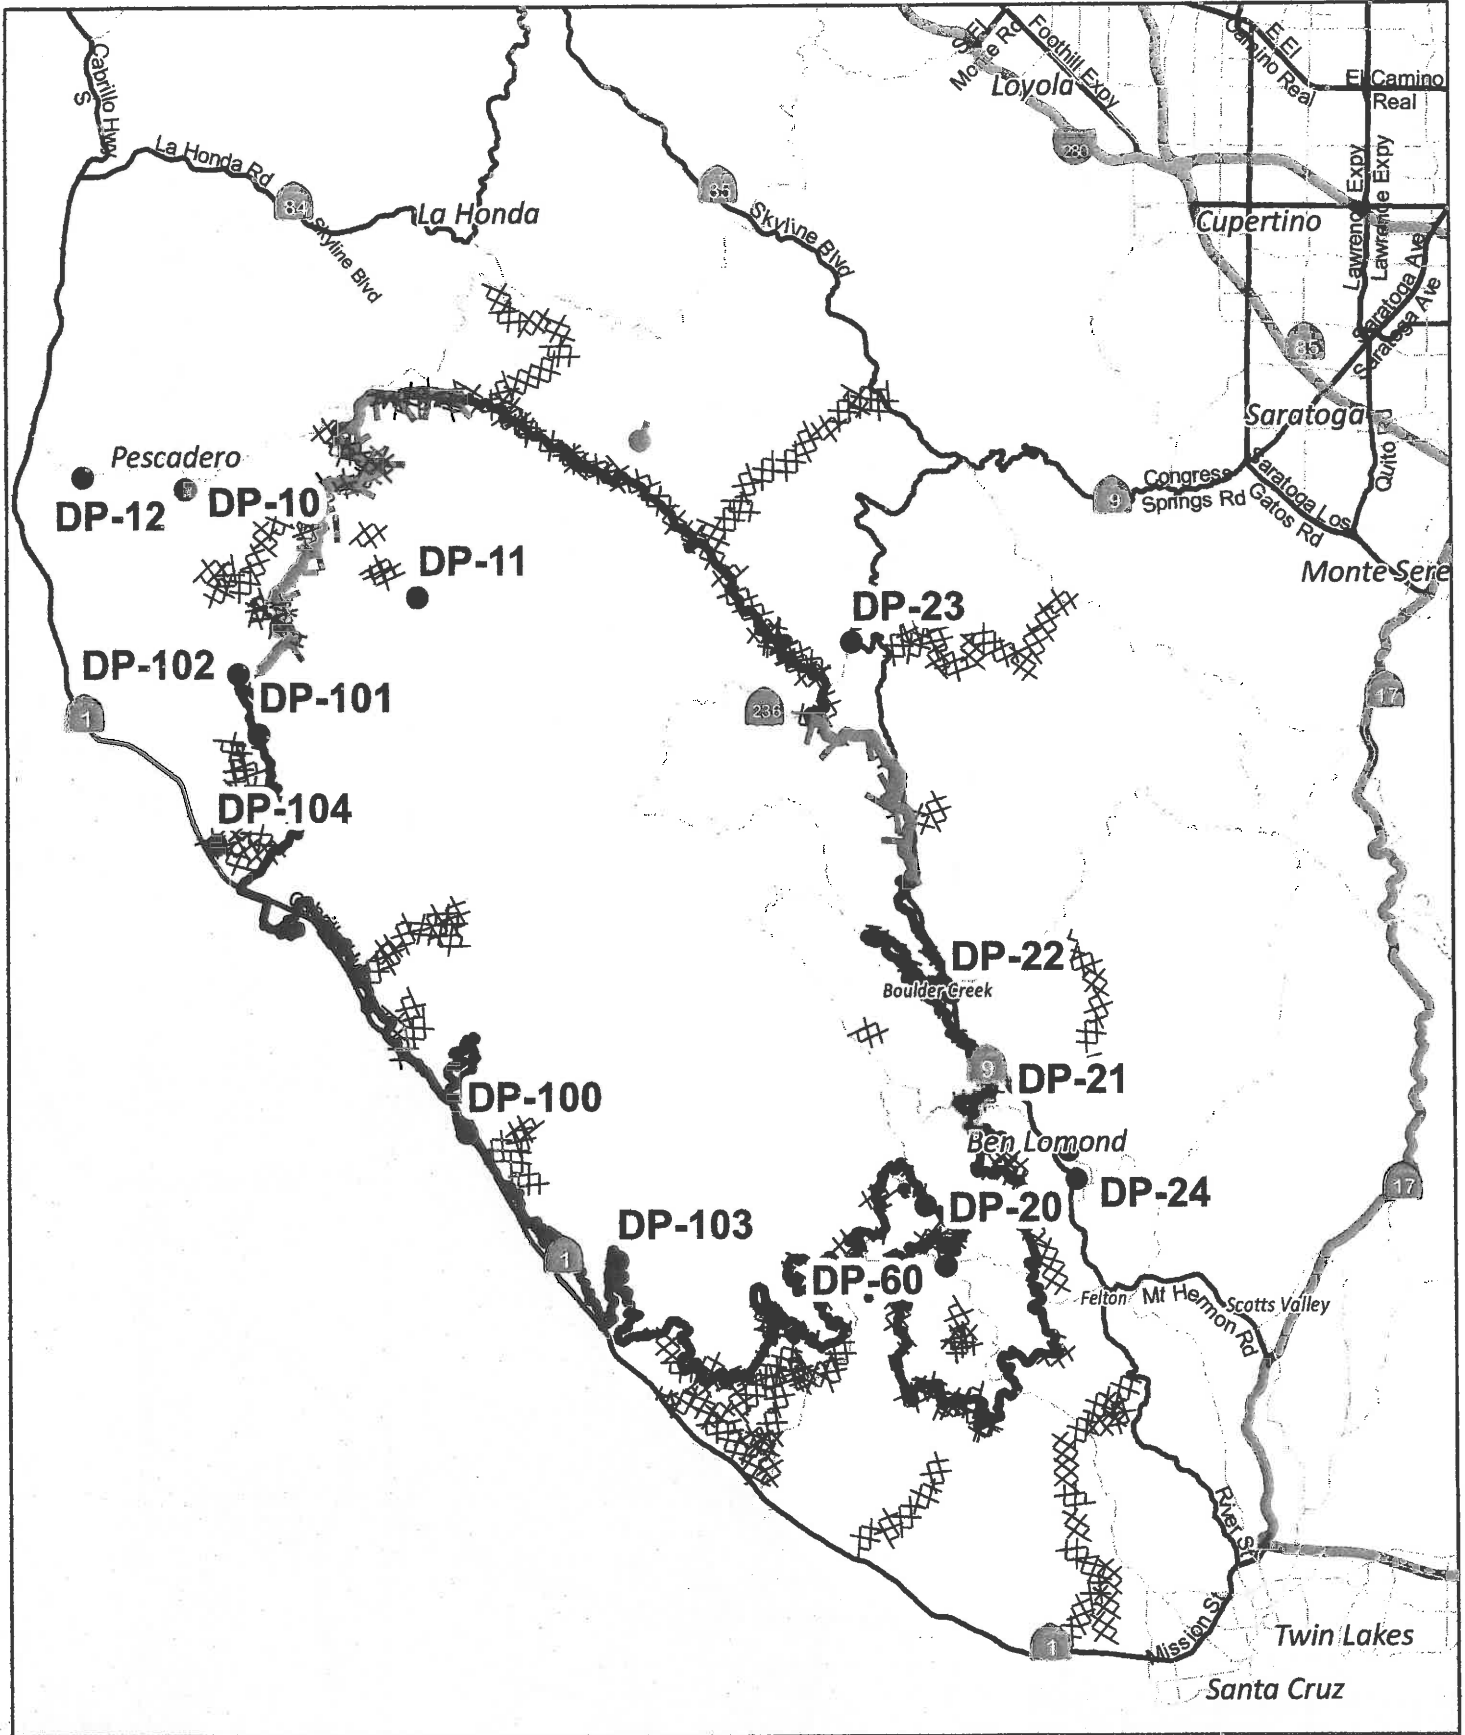 S El
Monte Rd
Foothill Expy
E El
Camino Real
El Camino
Real
Loyola
Cabrillo Hwy
S
La Honda Rd
84
La Honda
Skyline Blvd
35
Skyline Blvd
280
Lawrence Expy
Lawrence Expy
Cupertino
Saratoga Ave
Saratoga Ave
85
Saratoga
Quito Rd
Congress
Springs Rd
9
Saratoga Los
Gatos Rd
Monte Sere
Pescadero
DP-12
DP-10
DP-11
DP-23
DP-102
DP-101
1
236
17
DP-104
DP-22
Boulder Creek
9
DP-21
DP-100
Ben Lomond
DP-24
17
DP-20
DP-103
1
DP-60
Felton
Mt Hermon Rd
Scotts Valley
River St
Mission St
1
Twin Lakes
Santa Cruz